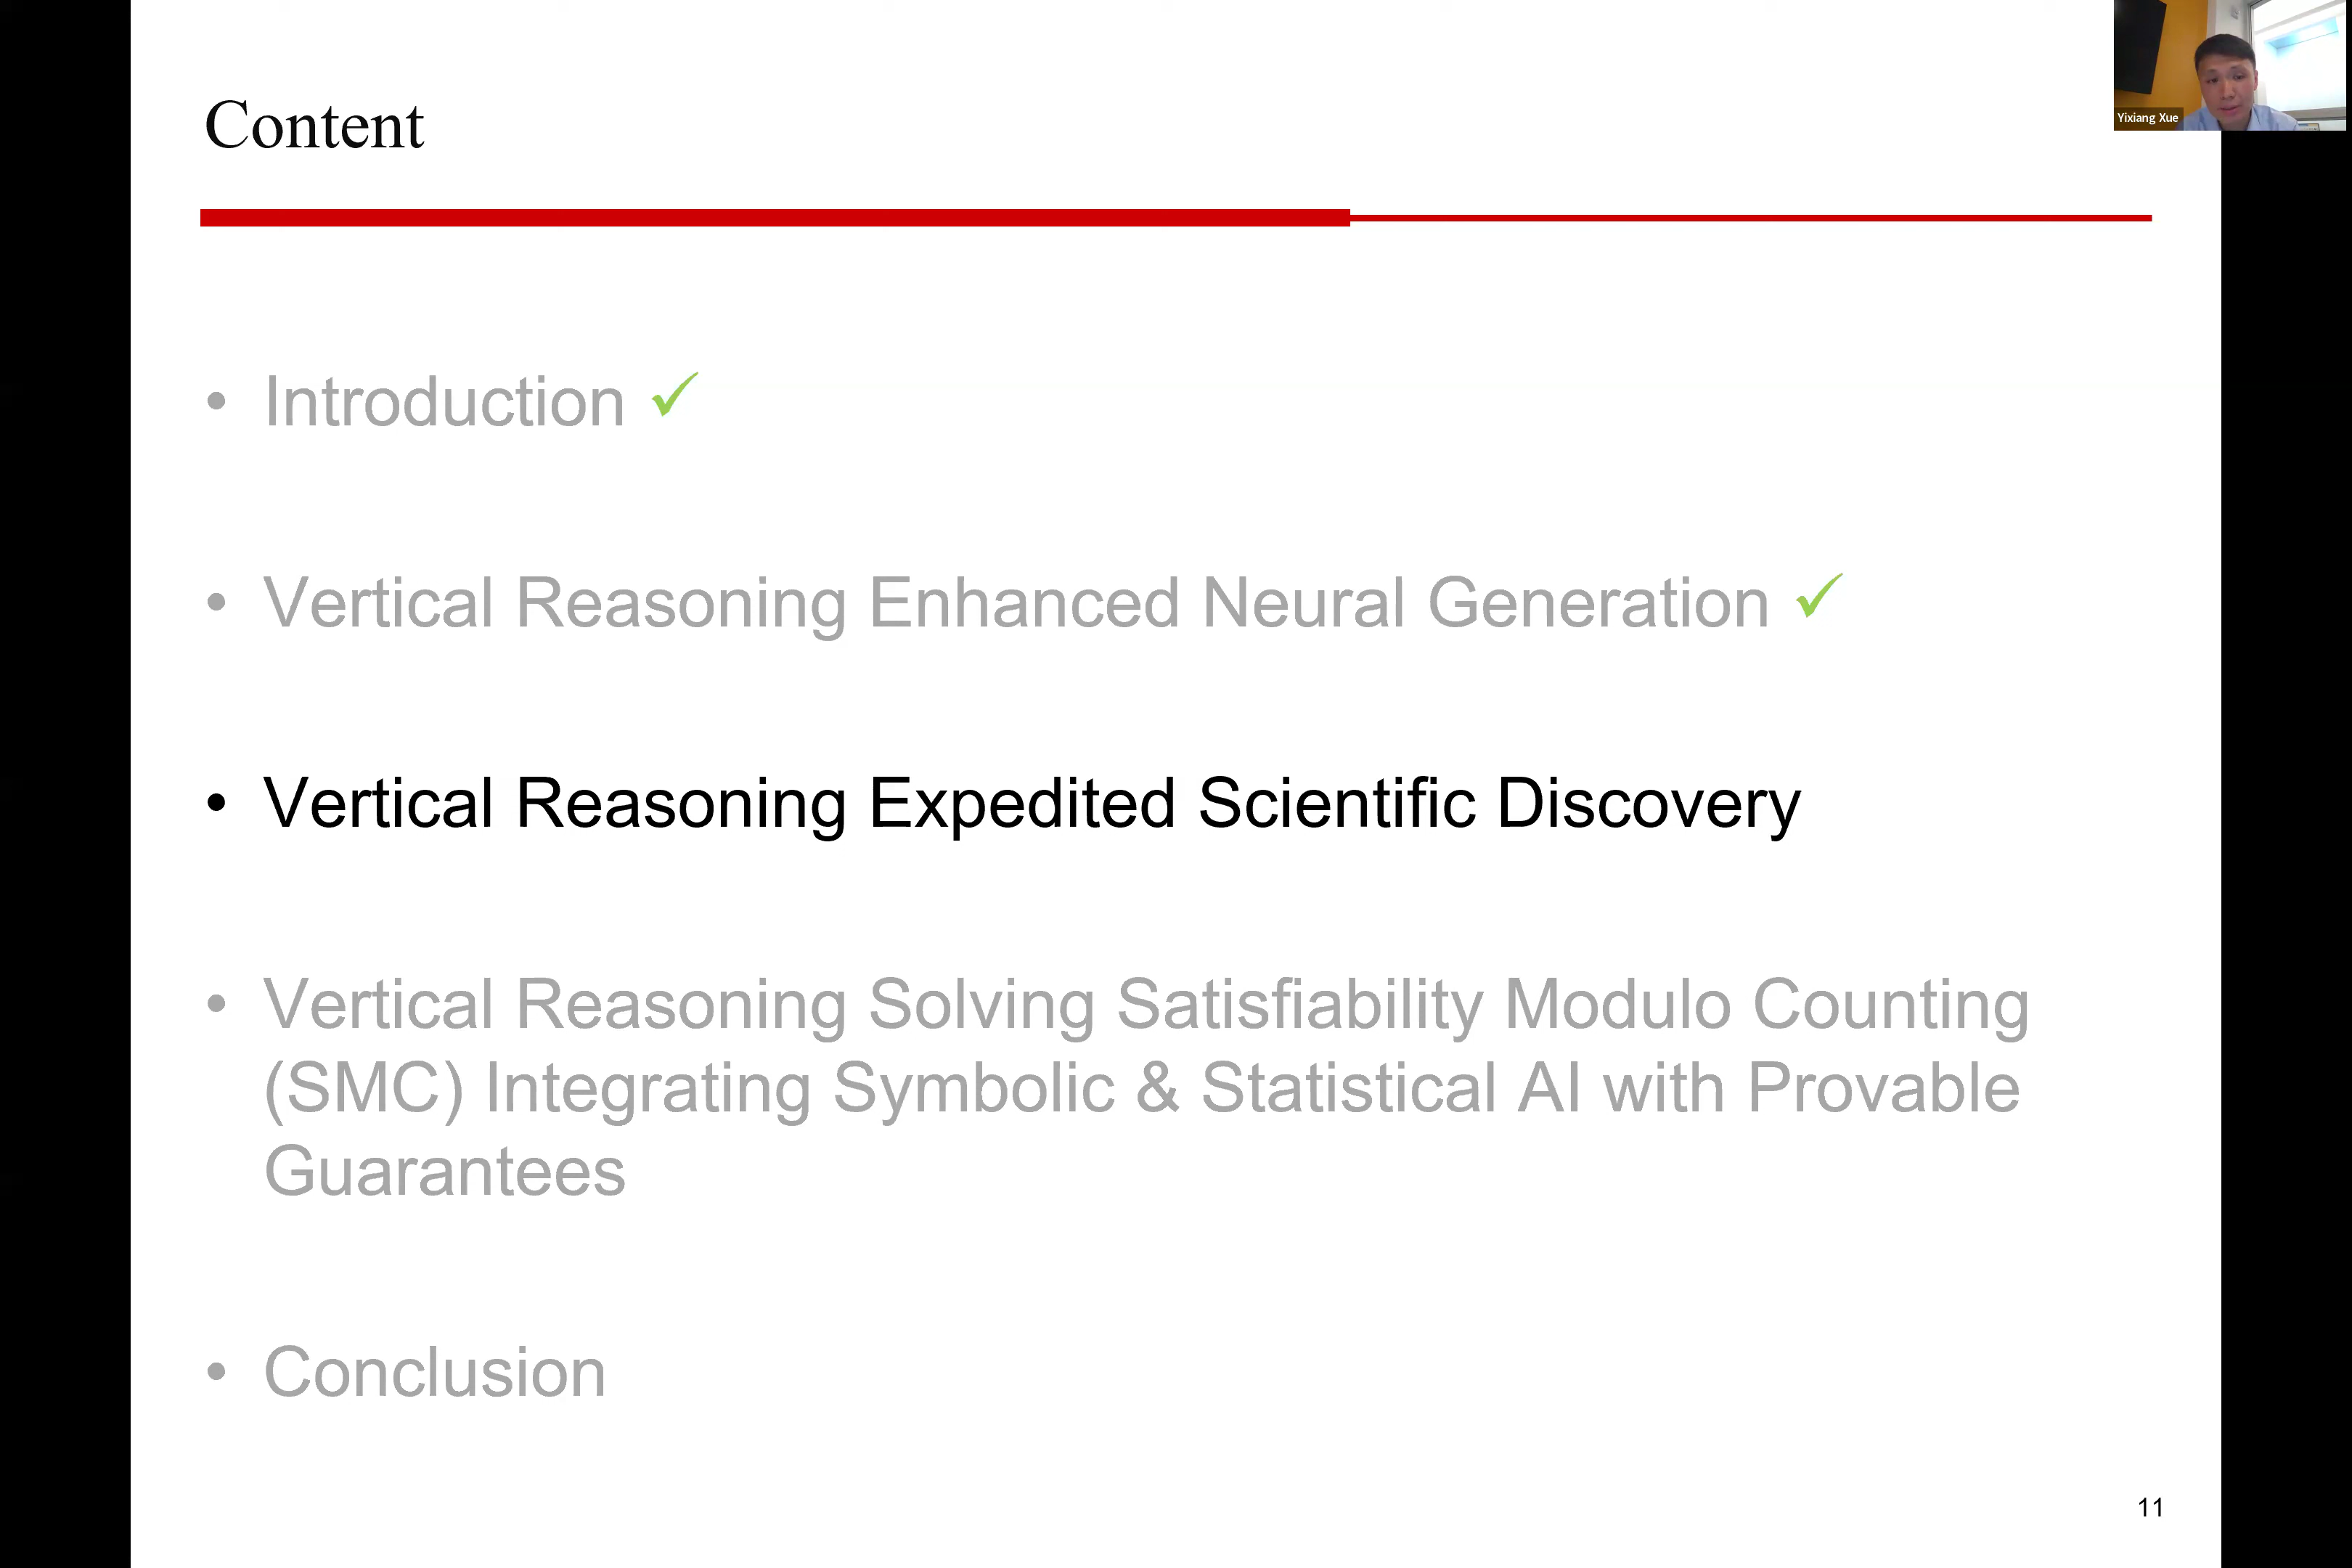 Content
Yixiang Xue
• Introduction ✓
• Vertical Reasoning Enhanced Neural Generation ✓
• Vertical Reasoning Expedited Scientific Discovery
• Vertical Reasoning Solving Satisfiability Modulo Counting
(SMC) Integrating Symbolic & Statistical AI with Provable
Guarantees
• Conclusion
11